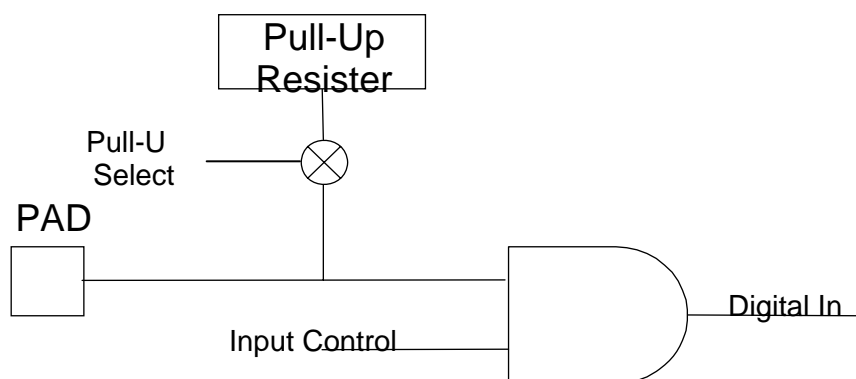 Pull-Up
Resister
Pull-U
Select
PAD
Digital In
Input Control